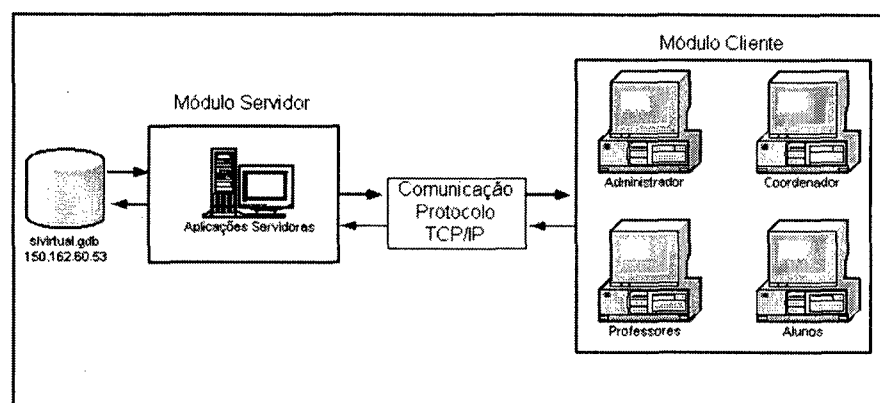 Módulo Cliente
Módulo Servidor
Administrador
Coordenador
Comunicação
Protocolo
TCP/IP
Aplicações Servidoras
slvirtual.gdb
150.162.60.53
Professores
Alunos